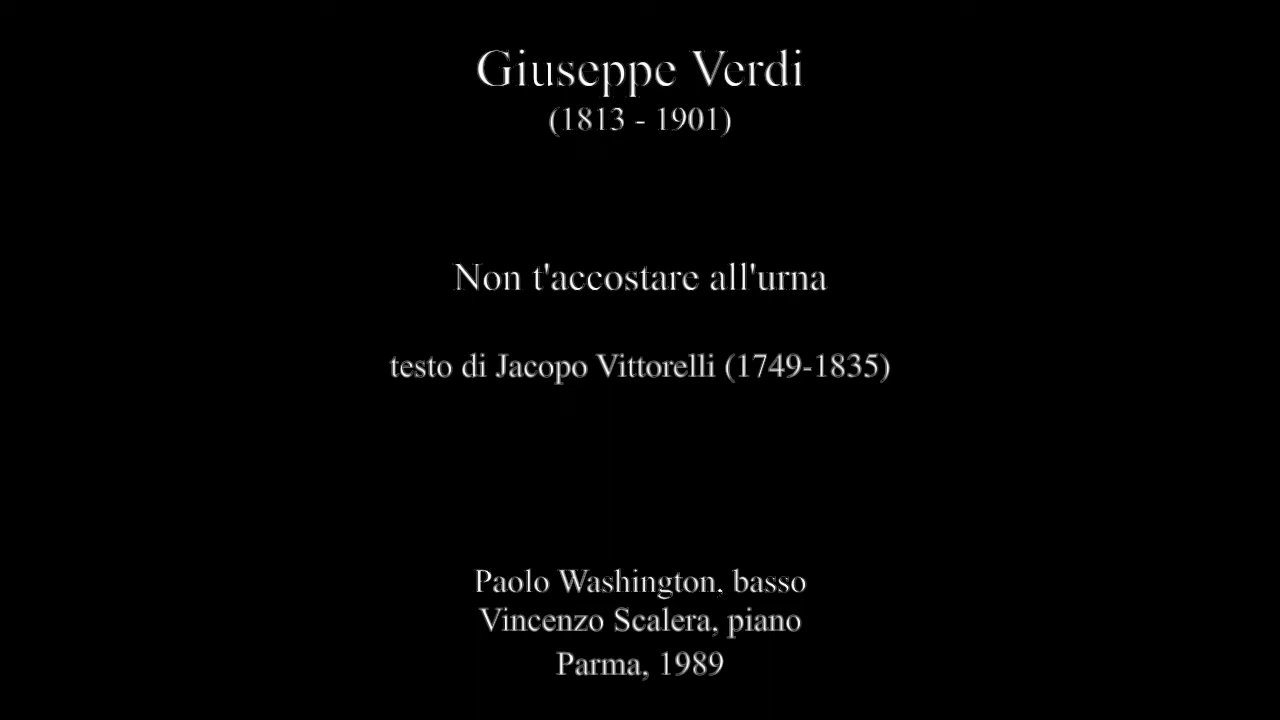 Giuseppe Verdi
(1813 - 1901)
Non t'accostare all'urna
testo di Jacopo Vittorelli (1749-1835)
Paolo Washington, basso
Vincenzo Scalera, piano
Parma, 1989